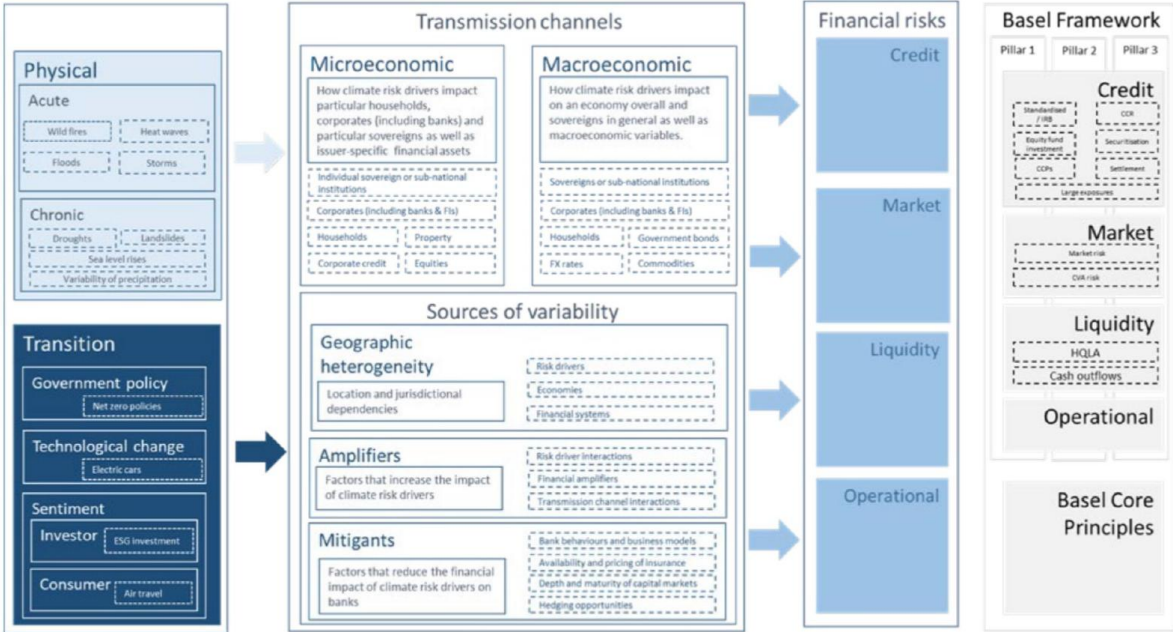 Physical
Acute
Wild fires
Heat waves
Floods
Storms
Chronic
Droughts
Landslides
Sea level rises
Variability of precipitation
Transition
Government policy
Net zero policies
Technological change
Electric cars
Sentiment
Investor
ESG investment
Consumer
Air travel
Transmission channels
Microeconomic
How climate risk drivers impact
particular households,
corporates (including banks) and
particular sovereigns as well as
issuer-specific financial assets
Individual sovereign or sub-national
institutions
Corporates (including banks & FIs)
Households
Property
Corporate credit
Equities
Macroeconomic
How climate risk drivers impact
on an economy overall and
sovereigns in general as well as
macroeconomic variables.
Sovereigns or sub-national institutions
Corporates (including banks & FIs)
Households
Government bonds
FX rates
Commodities
Sources of variability
Geographic
heterogeneity
Location and jurisdictional
dependencies
Risk drivers
Economies
Financial systems
Amplifiers
Factors that increase the impact
of climate risk drivers
Risk driver interactions
Financial amplifiers
Transmission channel interactions
Mitigants
Factors that reduce the financial
impact of climate risk drivers on
banks
Bank behaviours and business models
Availability and pricing of insurance
Depth and maturity of capital markets
Hedging opportunities
Financial risks
Credit
Market
Liquidity
Operational
Basel Framework
Pillar 1
Pillar 2
Pillar 3
Credit
Standardised
/ IRB
CCR
Equity fund
investment
Securitisation
CCPs
Settlement
Large exposures
Market
Market risk
CVA risk
Liquidity
HQLA
Cash outflows
Operational
Basel Core
Principles